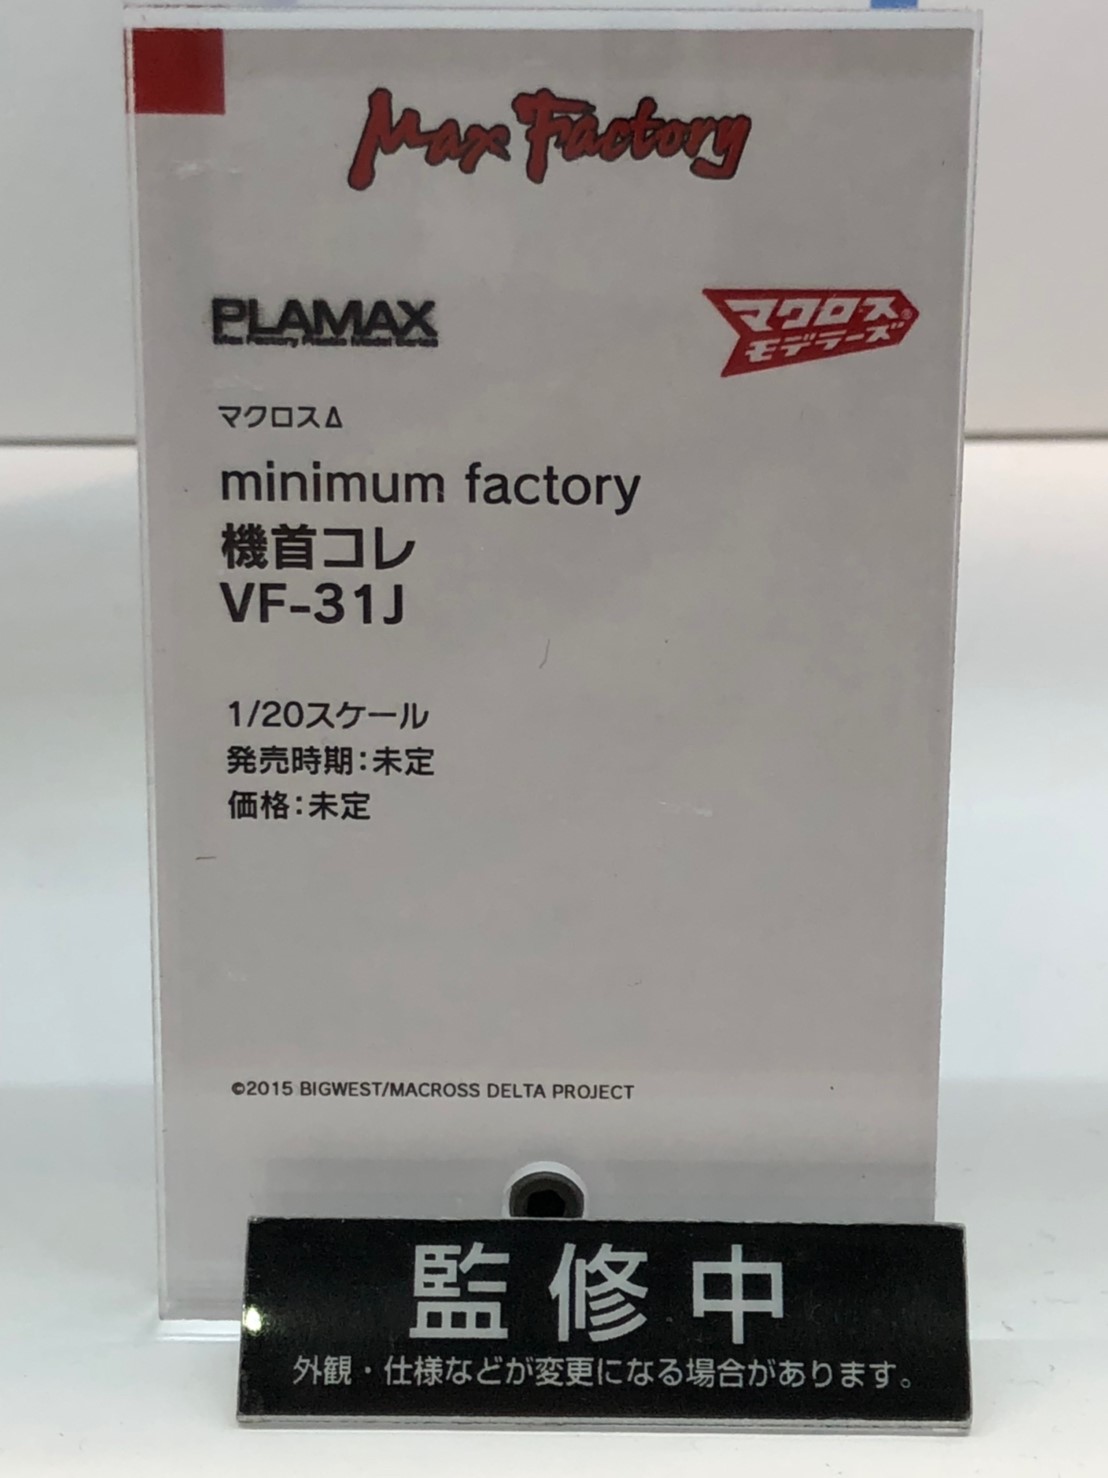 Max Factory
PLAMAX
Max Factory Plastic Model Series
マクロス®
モデラーズ
マクロスΔ
minimum factory
機首コレ
VF-31J
1/20スケール
発売時期:未定
価格:未定
©2015 BIGWEST/MACROSS DELTA PROJECT
監修中
外観・仕様などが変更になる場合があります。